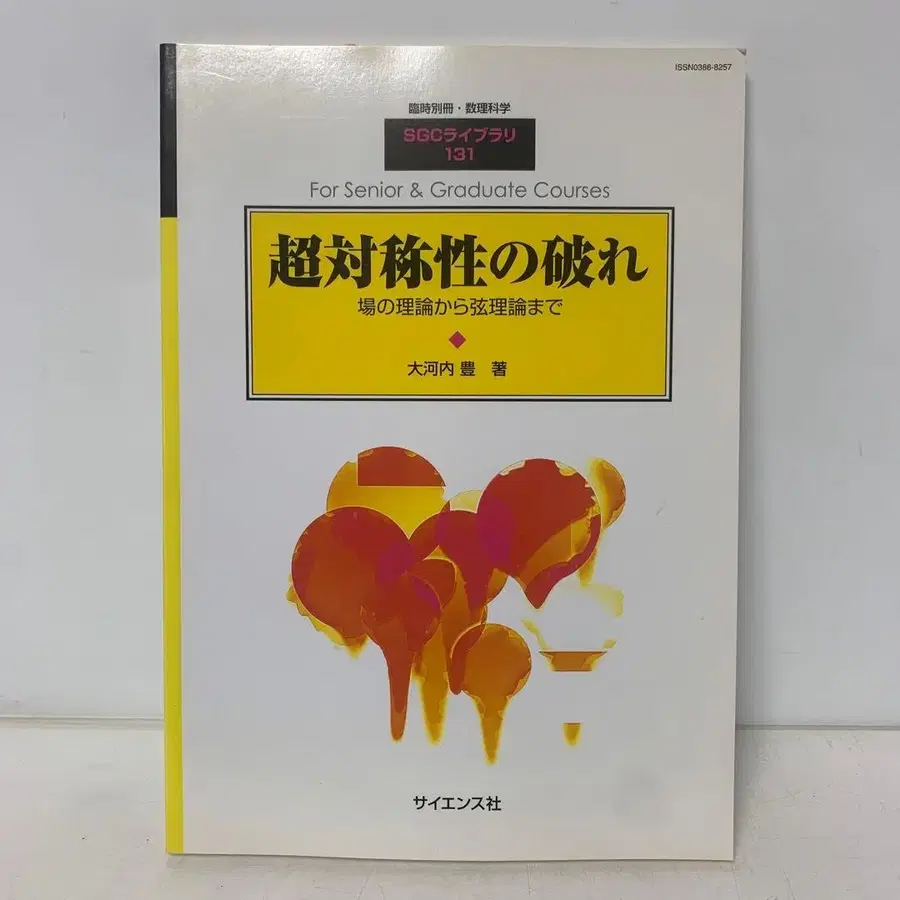 ISSN0386-8257
臨時別冊・数理科学
SGCライブラリ
131
For Senior & Graduate Courses
超対称性の破れ
場の理論から弦理論まで
大河内 豊 著
サイエンス社